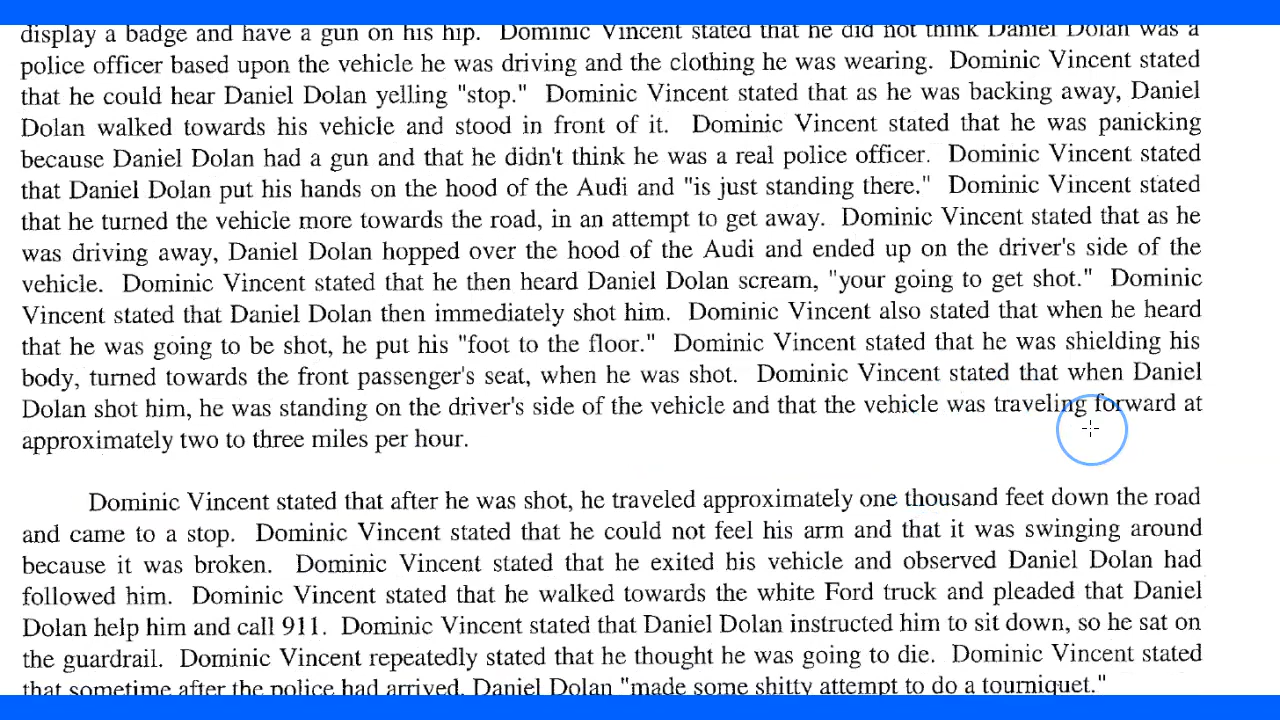 display a badge and have a gun on his hip.  Dominic Vincent stated that he did not think Daniel Dolan was a
police officer based upon the vehicle he was driving and the clothing he was wearing.  Dominic Vincent stated
that he could hear Daniel Dolan yelling "stop."  Dominic Vincent stated that as he was backing away, Daniel
Dolan walked towards his vehicle and stood in front of it.  Dominic Vincent stated that he was panicking
because Daniel Dolan had a gun and that he didn't think he was a real police officer.  Dominic Vincent stated
that Daniel Dolan put his hands on the hood of the Audi and "is just standing there."  Dominic Vincent stated
that he turned the vehicle more towards the road, in an attempt to get away.  Dominic Vincent stated that as he
was driving away, Daniel Dolan hopped over the hood of the Audi and ended up on the driver's side of the
vehicle.  Dominic Vincent stated that he then heard Daniel Dolan scream, "your going to get shot."  Dominic
Vincent stated that Daniel Dolan then immediately shot him.  Dominic Vincent also stated that when he heard
that he was going to be shot, he put his "foot to the floor."  Dominic Vincent stated that he was shielding his
body, turned towards the front passenger's seat, when he was shot.  Dominic Vincent stated that when Daniel
Dolan shot him, he was standing on the driver's side of the vehicle and that the vehicle was traveling forward at
approximately two to three miles per hour.
Dominic Vincent stated that after he was shot, he traveled approximately one thousand feet down the road
and came to a stop.  Dominic Vincent stated that he could not feel his arm and that it was swinging around
because it was broken.  Dominic Vincent stated that he exited his vehicle and observed Daniel Dolan had
followed him.  Dominic Vincent stated that he walked towards the white Ford truck and pleaded that Daniel
Dolan help him and call 911.  Dominic Vincent stated that Daniel Dolan instructed him to sit down, so he sat on
the guardrail.  Dominic Vincent repeatedly stated that he thought he was going to die.  Dominic Vincent stated
that sometime after the police had arrived, Daniel Dolan "made some shitty attempt to do a tourniquet."